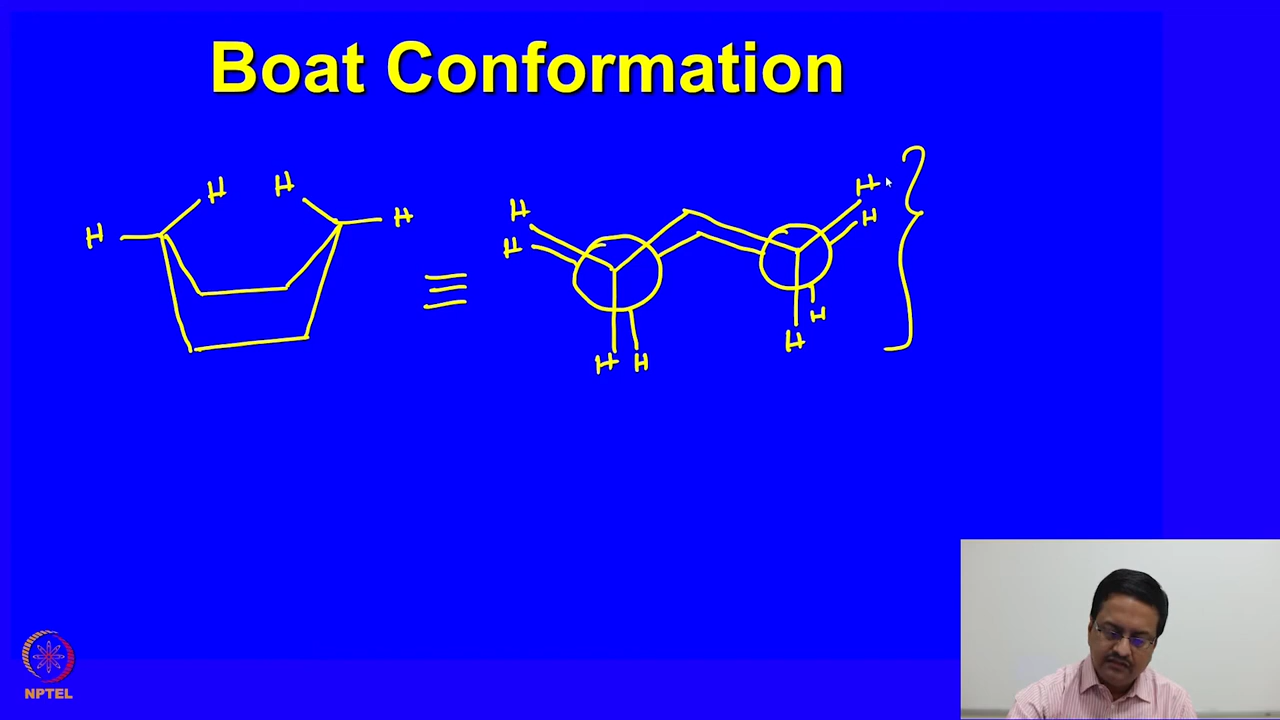 Boat Conformation
H H H H
≡
H H H H
H H H H
NPTEL